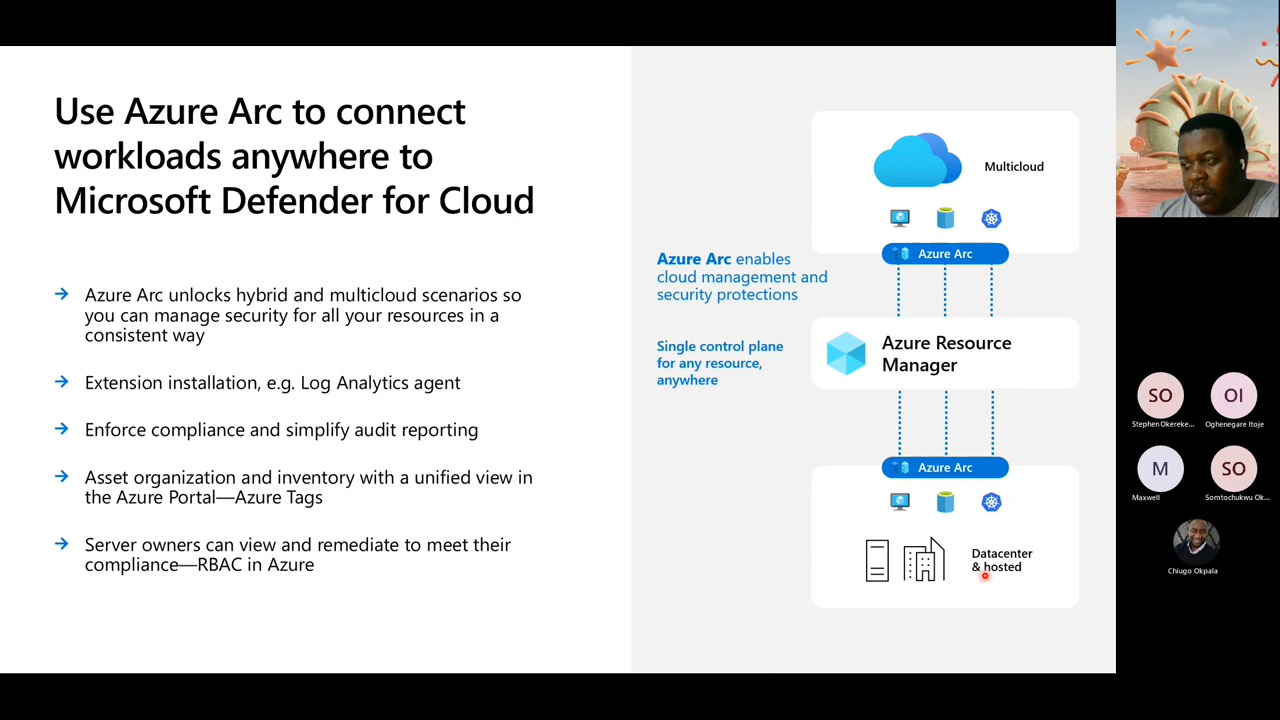 Use Azure Arc to connect
workloads anywhere to
Microsoft Defender for Cloud
Azure Arc unlocks hybrid and multicloud scenarios so
you can manage security for all your resources in a
consistent way
Extension installation, e.g. Log Analytics agent
Enforce compliance and simplify audit reporting
Asset organization and inventory with a unified view in
the Azure Portal—Azure Tags
Server owners can view and remediate to meet their
compliance—RBAC in Azure
Azure Arc enables
cloud management and
security protections
Single control plane
for any resource,
anywhere
Multicloud
Azure Arc
Azure Resource
Manager
Azure Arc
Datacenter
& hosted
SO
Stephen Okereke...
OI
Oghenegare Itoje
M
Maxwell
SO
Somtochukwu Ok...
Chiugo Okpala